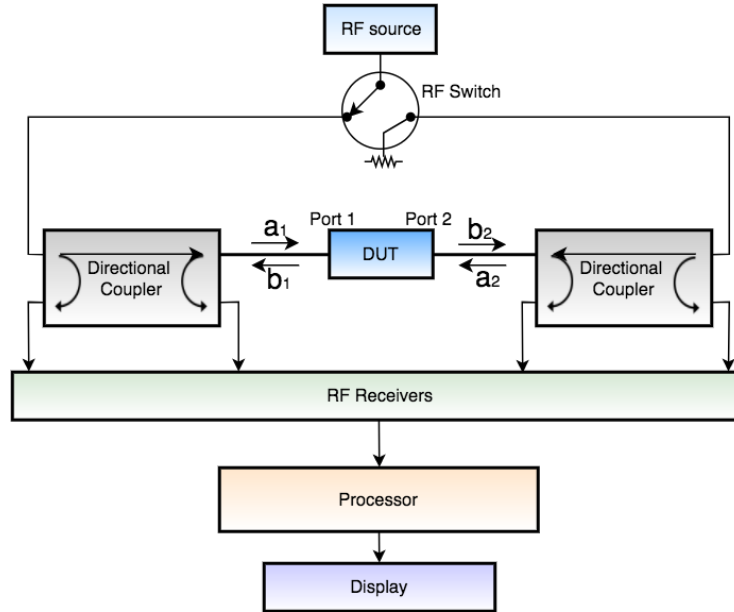 RF source
RF Switch
a1
Port 1
Port 2
b2
Directional
Coupler
b1
DUT
a2
Directional
Coupler
RF Receivers
Processor
Display